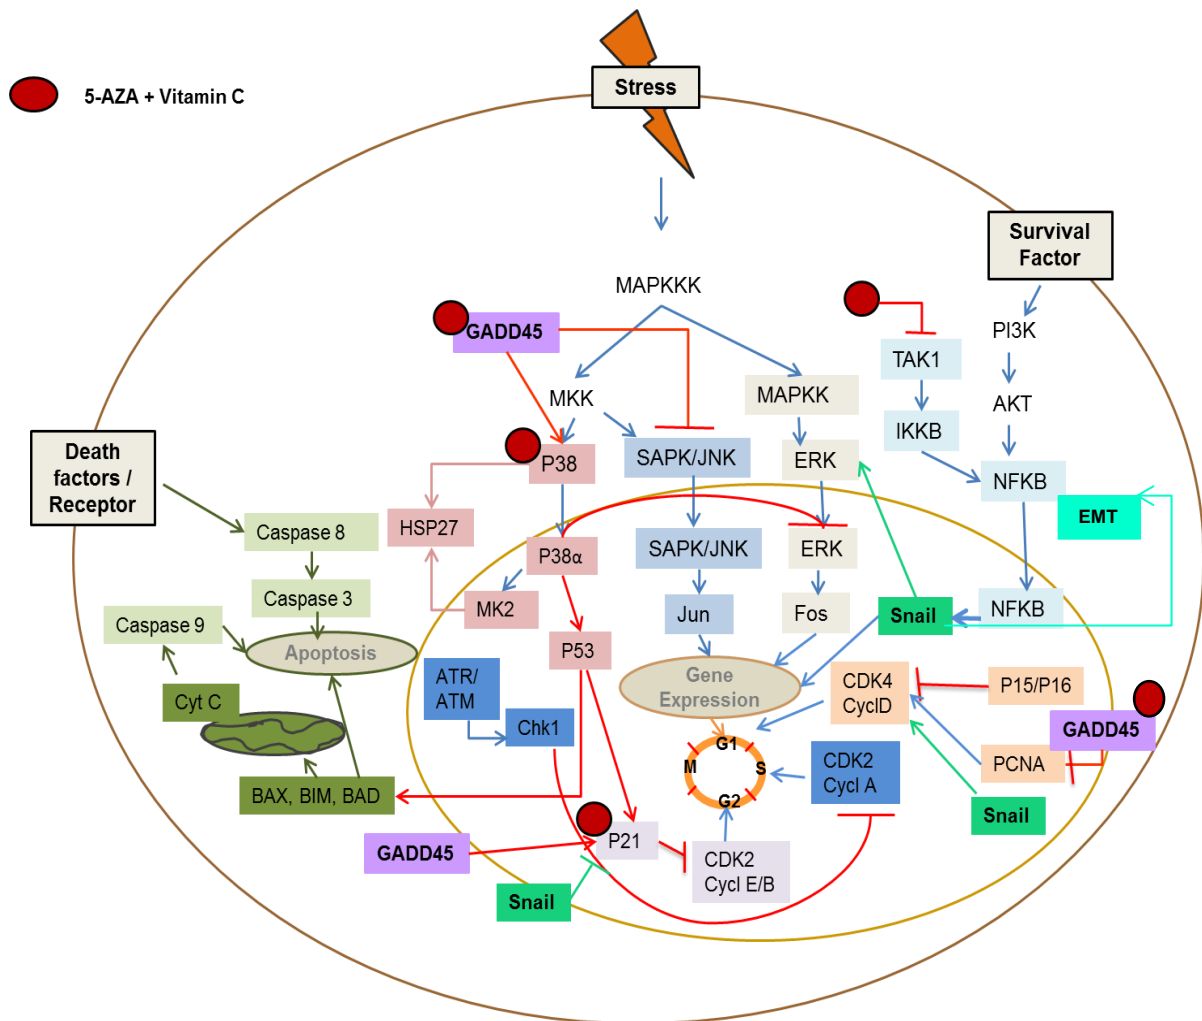 Stress
5-AZA + Vitamin C
Survival
Factor
MAPKKK
GADD45
PI3K
TAK1
MKK
MAPKK
AKT
IKKB
Death
factors /
Receptor
P38
SAPK/JNK
ERK
NFKB
EMT
Caspase 8
HSP27
P38α
SAPK/JNK
ERK
Caspase 3
MK2
Jun
Fos
Snail
NFKB
Caspase 9
Apoptosis
P53
Gene
Expression
CDK4
CyclD
P15/P16
ATR/
ATM
Cyt C
Chk1
GADD45
G1
M
S
G2
CDK2
Cycl A
PCNA
BAX, BIM, BAD
Snail
GADD45
P21
CDK2
Cycl E/B
Snail